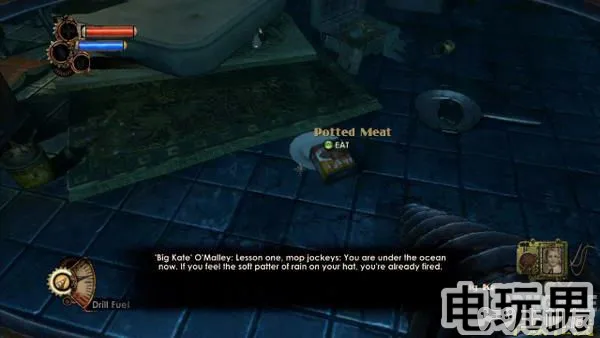 Potted Meat
EAT
'Big Kate' O'Malley: Lesson one, mop jockeys: You are under the ocean
now. If you feel the soft patter of rain on your hat, you're already fired.
Drill Fuel
电玩男